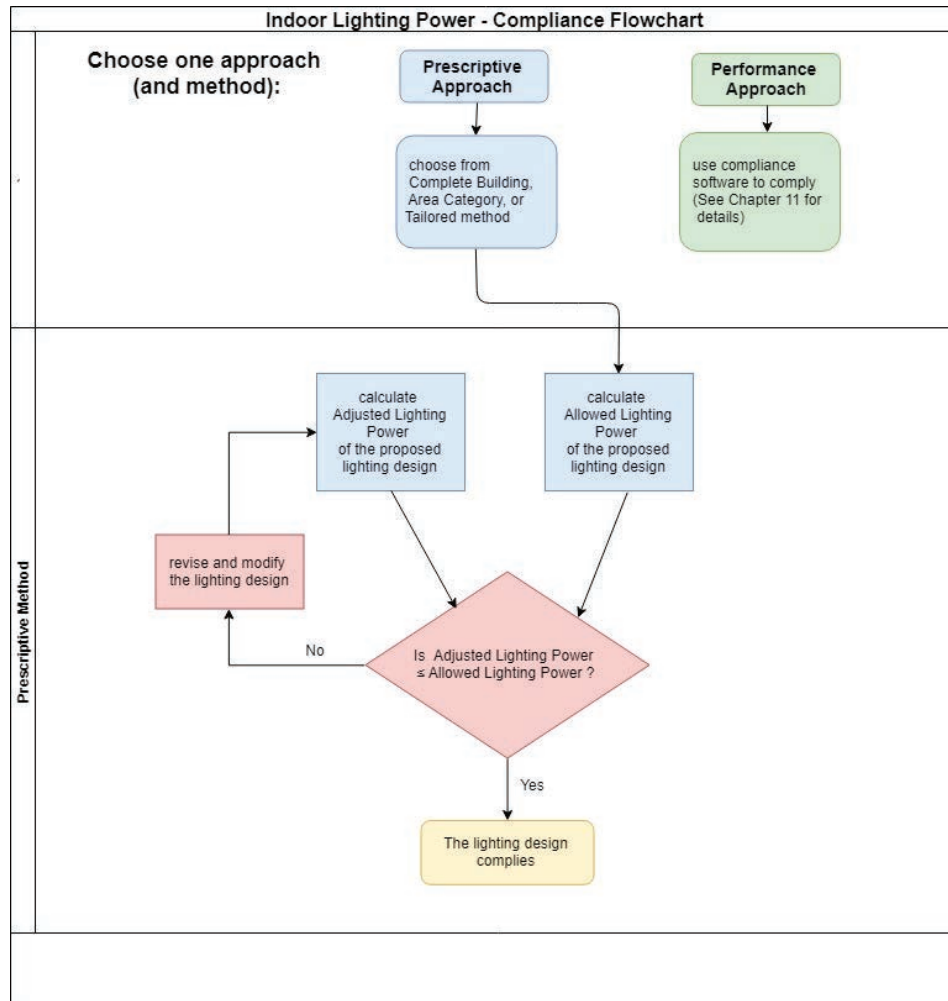 Indoor Lighting Power - Compliance Flowchart
Choose one approach
(and method):
Prescriptive
Approach
Performance
Approach
choose from
Complete Building,
Area Category, or
Tailored method
use compliance
software to comply
(See Chapter 11 for
details)
Prescriptive Method
calculate
Adjusted Lighting
Power
of the proposed
lighting design
calculate
Allowed Lighting
Power
of the proposed
lighting design
revise and modify
the lighting design
No
Is Adjusted Lighting Power
≤ Allowed Lighting Power ?
Yes
The lighting design
complies